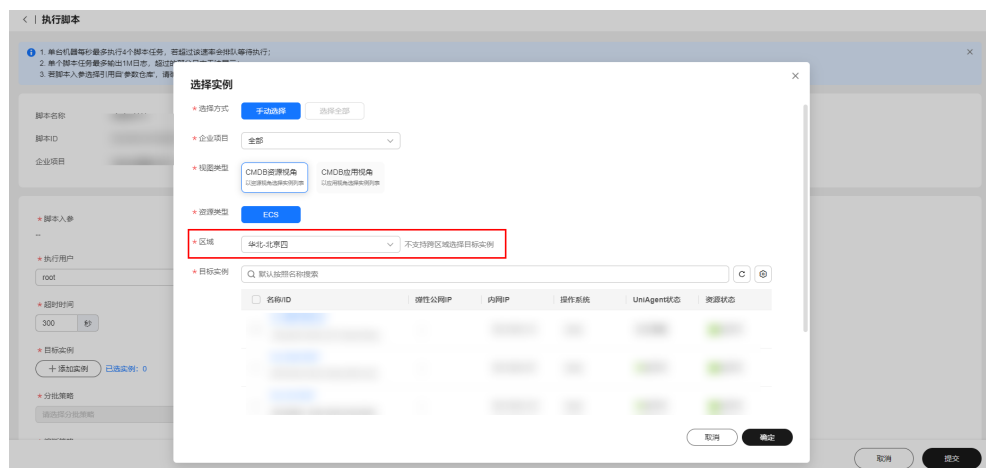 执行脚本
1. 单台机器每秒最多执行4个脚本任务，若超过该速率会排队等待执行；
2. 单个脚本任务最多输出1M日志，超过的
3. 若脚本入参选择引用自'参数仓库'，请确
脚本名称
脚本ID
企业项目
* 脚本入参
--
* 执行用户
root
* 超时时间
300 秒
* 目标实例
+ 添加实例 已选实例：0
* 分批策略
请选择分批策略
选择实例
* 选择方式 手动选择 选择全部
* 企业项目 全部
* 视图类型 CMDB资源视角 CMDB应用视角
以资源视角选择实例列表 以应用视角选择实例列表
* 资源类型 ECS
* 区域 华北-北京四 不支持跨区域选择目标实例
* 目标实例 默认按照名称搜索
名称/ID 弹性公网IP 内网IP 操作系统 UniAgent状态 资源状态
取消 确定
取消 提交